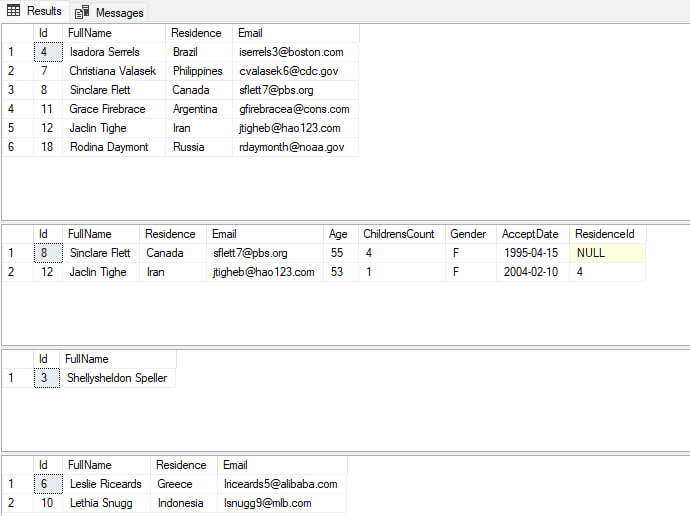 Results Messages
Id FullName Residence Email
1 4 Isadora Serrels Brazil iserrels3@boston.com
2 7 Christiana Valasek Philippines cvalasek6@cdc.gov
3 8 Sinclare Flett Canada sflett7@pbs.org
4 11 Grace Firebrace Argentina gfirebracea@cons.com
5 12 Jaclin Tighe Iran jtigheb@hao123.com
6 18 Rodina Daymont Russia rdaymonth@noaa.gov
Id FullName Residence Email Age ChildrensCount Gender AcceptDate ResidenceId
1 8 Sinclare Flett Canada sflett7@pbs.org 55 4 F 1995-04-15 NULL
2 12 Jaclin Tighe Iran jtigheb@hao123.com 53 1 F 2004-02-10 4
Id FullName
1 3 Shellysheldon Speller
Id FullName Residence Email
1 6 Leslie Riceards Greece lriceards5@alibaba.com
2 10 Lethia Snugg Indonesia lsnugg9@mlb.com